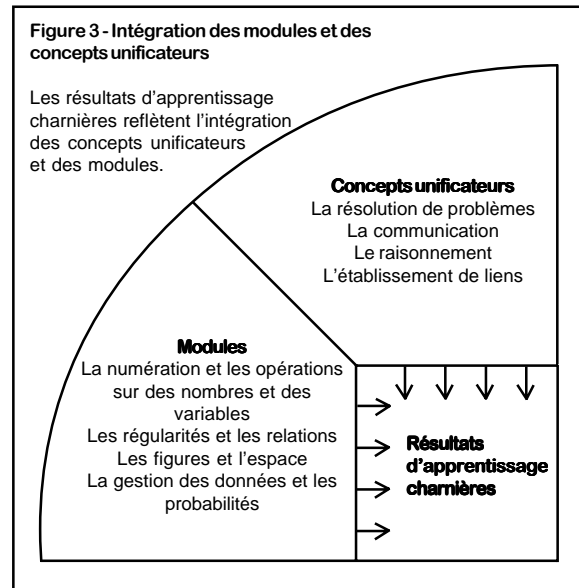 Figure 3 - Intégration des modules et des
concepts unificateurs
Les résultats d'apprentissage
charnières reflètent l'intégration
des concepts unificateurs
et des modules.
Concepts unificateurs
La résolution de problèmes
La communication
Le raisonnement
L'établissement de liens
Modules
La numération et les opérations
sur des nombres et des
variables
Les régularités et les relations
Les figures et l'espace
La gestion des données et les
probabilités
Résultats
d'apprentissage
charnières